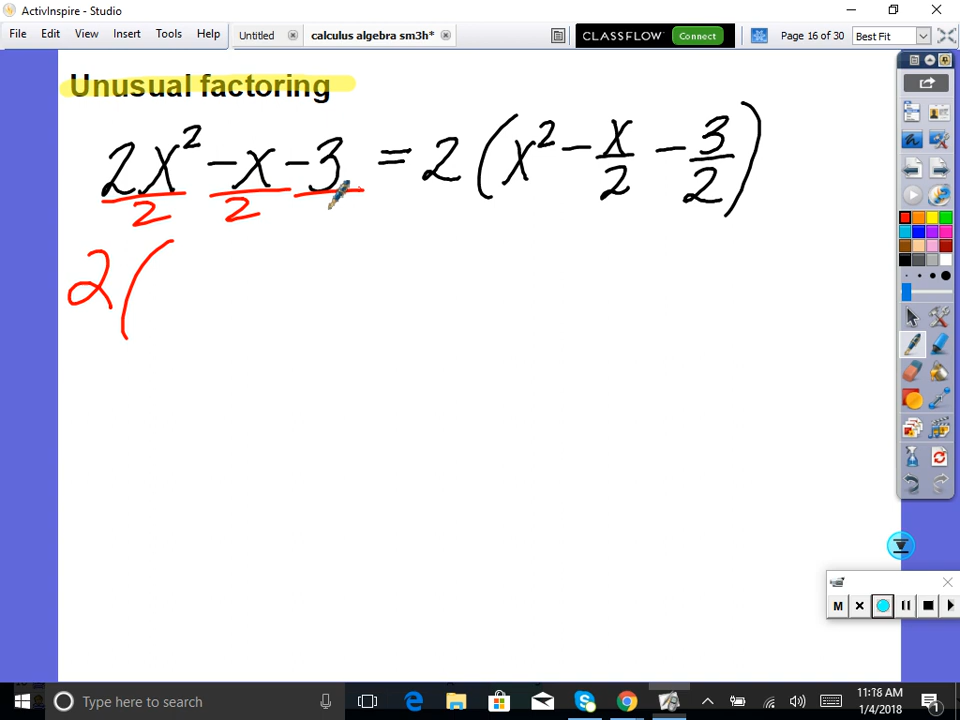 ActivInspire - Studio
File Edit View Insert Tools Help Untitled calculus algebra sm3h* CLASSFLOW Connect Page 16 of 30 Best Fit
Unusual factoring
2x² - x - 3 = 2(x² - x/2 - 3/2)
2 2
2(
M
Type here to search
11:18 AM
1/4/2018
1